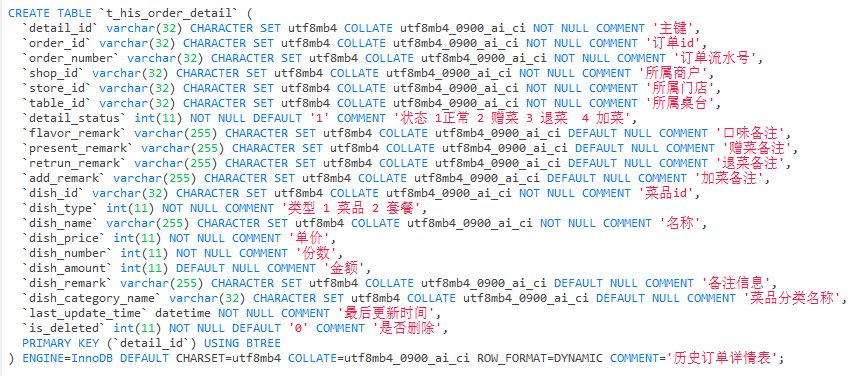 CREATE TABLE `t_his_order_detail` (
`detail_id` varchar(32) CHARACTER SET utf8mb4 COLLATE utf8mb4_0900_ai_ci NOT NULL COMMENT '主键',
`order_id` varchar(32) CHARACTER SET utf8mb4 COLLATE utf8mb4_0900_ai_ci NOT NULL COMMENT '订单id',
`order_number` varchar(32) CHARACTER SET utf8mb4 COLLATE utf8mb4_0900_ai_ci NOT NULL COMMENT '订单流水号',
`shop_id` varchar(32) CHARACTER SET utf8mb4 COLLATE utf8mb4_0900_ai_ci NOT NULL COMMENT '所属商户',
`store_id` varchar(32) CHARACTER SET utf8mb4 COLLATE utf8mb4_0900_ai_ci NOT NULL COMMENT '所属门店',
`table_id` varchar(32) CHARACTER SET utf8mb4 COLLATE utf8mb4_0900_ai_ci NOT NULL COMMENT '所属桌台',
`detail_status` int(11) NOT NULL DEFAULT '1' COMMENT '状态 1正常 2 赠菜 3 退菜  4 加菜',
`flavor_remark` varchar(255) CHARACTER SET utf8mb4 COLLATE utf8mb4_0900_ai_ci DEFAULT NULL COMMENT '口味备注',
`present_remark` varchar(255) CHARACTER SET utf8mb4 COLLATE utf8mb4_0900_ai_ci DEFAULT NULL COMMENT '赠菜备注',
`retrun_remark` varchar(255) CHARACTER SET utf8mb4 COLLATE utf8mb4_0900_ai_ci DEFAULT NULL COMMENT '退菜备注',
`add_remark` varchar(255) CHARACTER SET utf8mb4 COLLATE utf8mb4_0900_ai_ci DEFAULT NULL COMMENT '加菜备注',
`dish_id` varchar(32) CHARACTER SET utf8mb4 COLLATE utf8mb4_0900_ai_ci NOT NULL COMMENT '菜品id',
`dish_type` int(11) NOT NULL COMMENT '类型 1 菜品 2 套餐',
`dish_name` varchar(255) CHARACTER SET utf8mb4 COLLATE utf8mb4_0900_ai_ci NOT NULL COMMENT '名称',
`dish_price` int(11) NOT NULL COMMENT '单价',
`dish_number` int(11) NOT NULL COMMENT '份数',
`dish_amount` int(11) DEFAULT NULL COMMENT '金额',
`dish_remark` varchar(255) CHARACTER SET utf8mb4 COLLATE utf8mb4_0900_ai_ci DEFAULT NULL COMMENT '备注信息',
`dish_category_name` varchar(32) CHARACTER SET utf8mb4 COLLATE utf8mb4_0900_ai_ci DEFAULT NULL COMMENT '菜品分类名称',
`last_update_time` datetime NOT NULL COMMENT '最后更新时间',
`is_deleted` int(11) NOT NULL DEFAULT '0' COMMENT '是否删除',
PRIMARY KEY (`detail_id`) USING BTREE
) ENGINE=InnoDB DEFAULT CHARSET=utf8mb4 COLLATE=utf8mb4_0900_ai_ci ROW_FORMAT=DYNAMIC COMMENT='历史订单详情表';